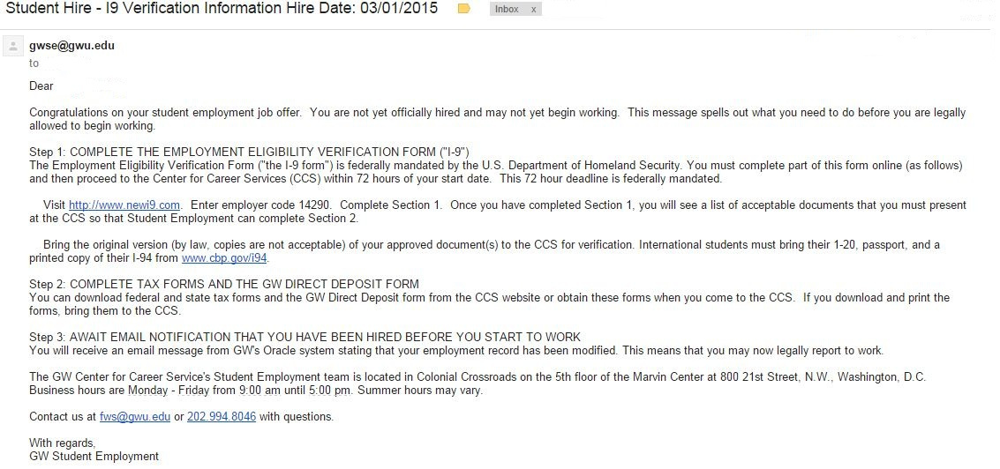 Student Hire - I9 Verification Information Hire Date: 03/01/2015
Inbox x
gwse@gwu.edu
to
Dear
Congratulations on your student employment job offer.  You are not yet officially hired and may not yet begin working.  This message spells out what you need to do before you are legally
allowed to begin working.
Step 1: COMPLETE THE EMPLOYMENT ELIGIBILITY VERIFICATION FORM ("I-9")
The Employment Eligibility Verification Form ("the I-9 form") is federally mandated by the U.S. Department of Homeland Security. You must complete part of this form online (as follows)
and then proceed to the Center for Career Services (CCS) within 72 hours of your start date.  This 72 hour deadline is federally mandated.
Visit http://www.newi9.com.  Enter employer code 14290.  Complete Section 1.  Once you have completed Section 1, you will see a list of acceptable documents that you must present
at the CCS so that Student Employment can complete Section 2.
Bring the original version (by law, copies are not acceptable) of your approved document(s) to the CCS for verification. International students must bring their 1-20, passport, and a
printed copy of their I-94 from www.cbp.gov/i94.
Step 2: COMPLETE TAX FORMS AND THE GW DIRECT DEPOSIT FORM
You can download federal and state tax forms and the GW Direct Deposit form from the CCS website or obtain these forms when you come to the CCS.  If you download and print the
forms, bring them to the CCS.
Step 3: AWAIT EMAIL NOTIFICATION THAT YOU HAVE BEEN HIRED BEFORE YOU START TO WORK
You will receive an email message from GW's Oracle system stating that your employment record has been modified. This means that you may now legally report to work.
The GW Center for Career Service's Student Employment team is located in Colonial Crossroads on the 5th floor of the Marvin Center at 800 21st Street, N.W., Washington, D.C.
Business hours are Monday - Friday from 9:00 am until 5:00 pm. Summer hours may vary.
Contact us at fws@gwu.edu or 202.994.8046 with questions.
With regards,
GW Student Employment